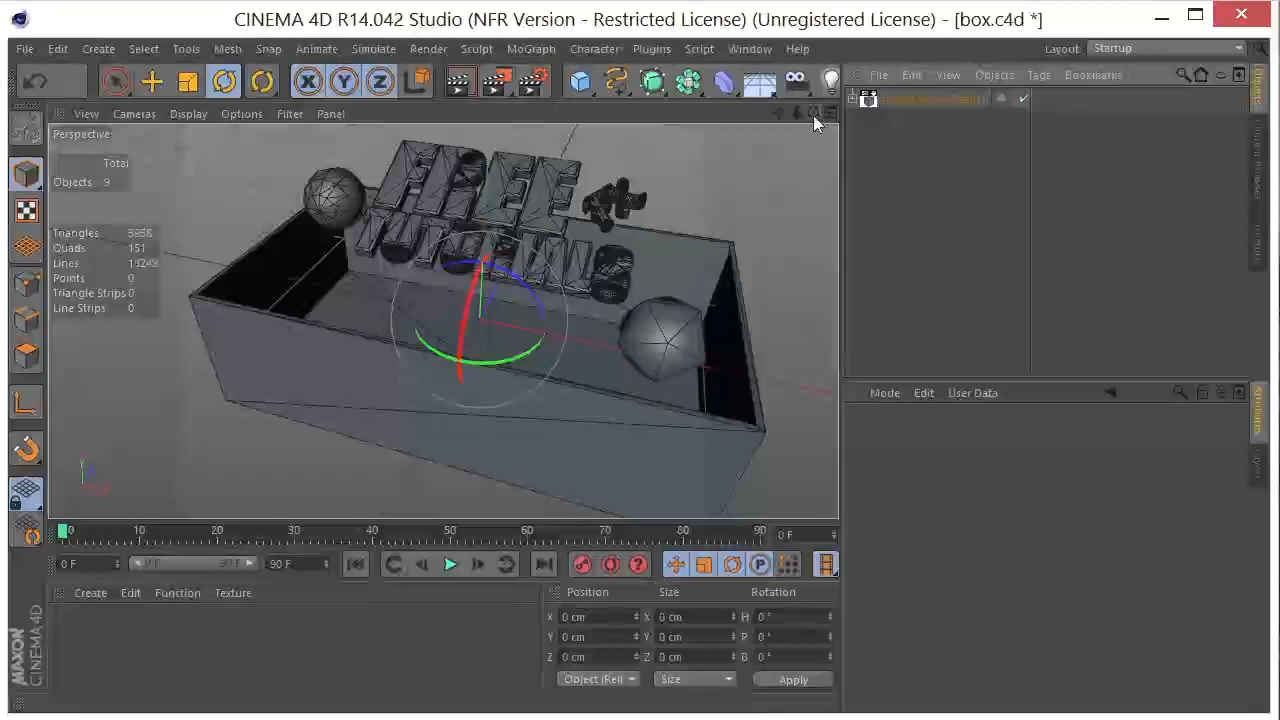 CINEMA 4D R14.042 Studio (NFR Version - Restricted License) (Unregistered License) - [box.c4d *]
File Edit Create Select Tools Mesh Snap Animate Simulate Render Sculpt MoGraph Character Plugins Script Window Help Layout: Startup
X Y Z
File Edit View Objects Tags Bookmarks
View Cameras Display Options Filter Panel
Perspective
Total
Objects 9
Triangles
Quads 151
Lines
Points 0
Triangle Strips 0
Line Strips 0
Mode Edit User Data
0 10 20 30 40 50 60 70 80 90 0 F
0 F 90 F
Create Edit Function Texture
Position Size Rotation
X 0 cm X 0 cm H 0 °
Y 0 cm Y 0 cm P 0 °
Z 0 cm Z 0 cm B 0 °
Object (Rel) Size Apply
MAXON
CINEMA 4D
Objects
Attributes
Layers